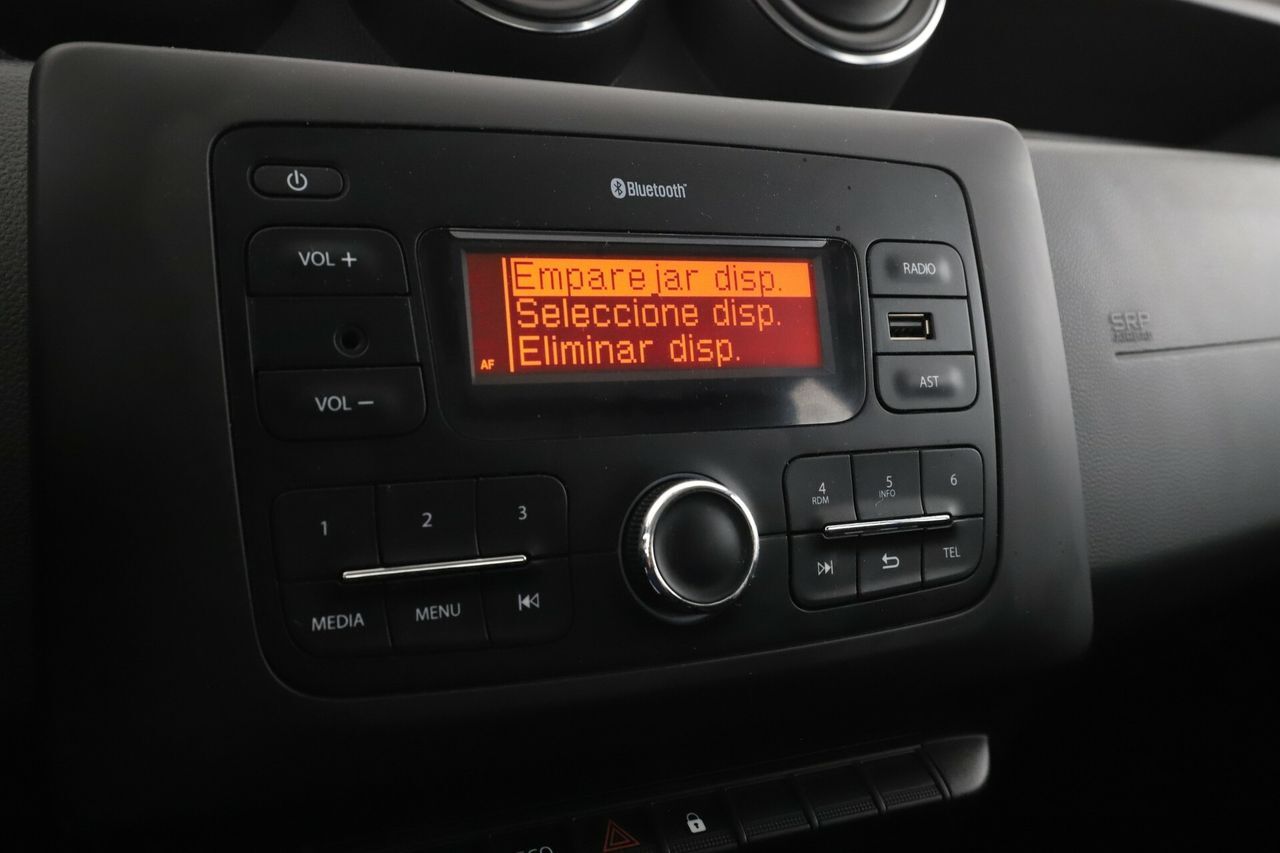 Bluetooth
VOL +
RADIO
Emparejar disp.
Seleccione disp.
Eliminar disp.
AF
VOL −
AST
SRP
1
2
3
4
RDM
5
INFO
6
MEDIA
MENU
TEL